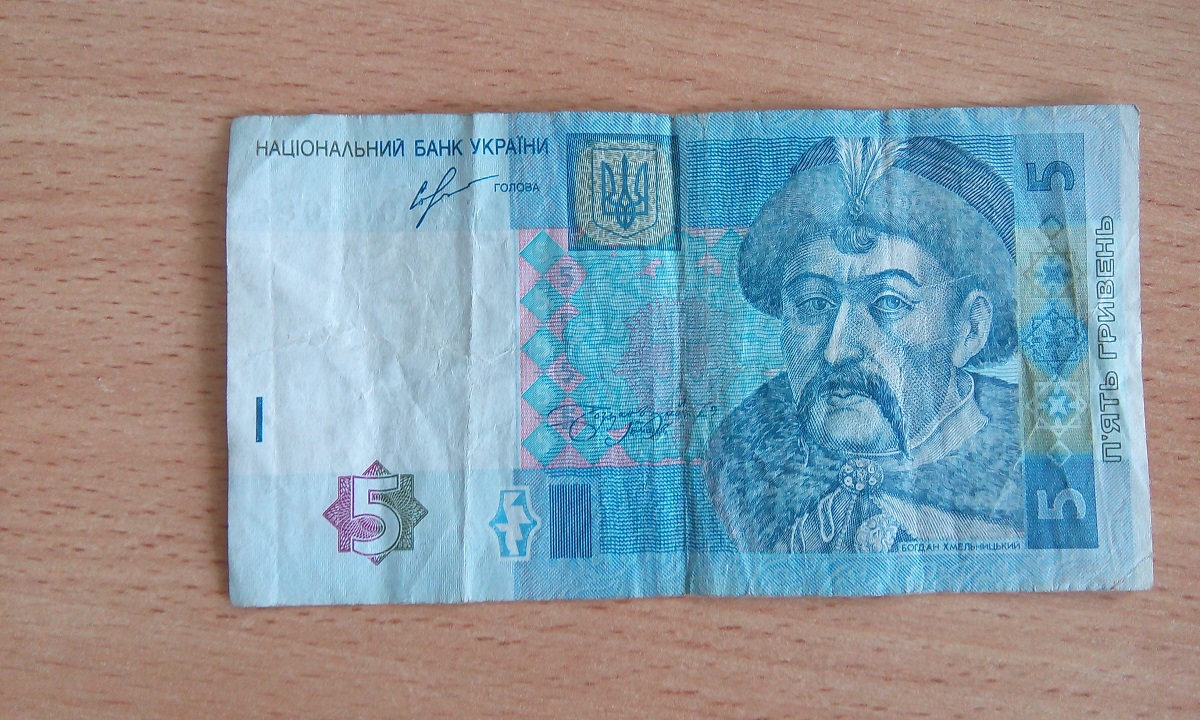 НАЦІОНАЛЬНИЙ БАНК УКРАЇНИ
ГОЛОВА
5
П'ЯТЬ ГРИВЕНЬ
5
5
БОГДАН ХМЕЛЬНИЦЬКИЙ